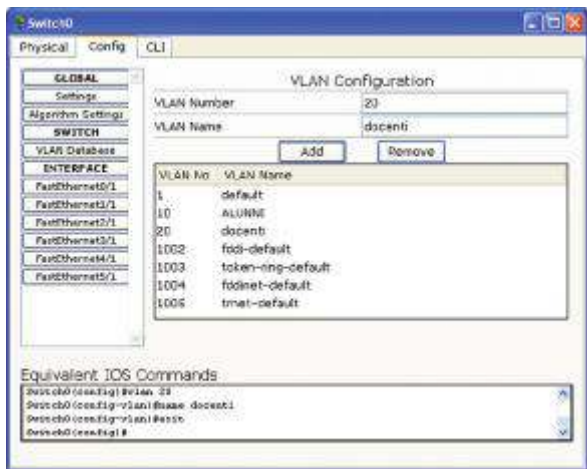 Switch0
Physical Config CLI
GLOBAL
Settings
Algorithm Settings
SWITCH
VLAN Database
INTERFACE
FastEthernet0/1
FastEthernet1/1
FastEthernet2/1
FastEthernet3/1
FastEthernet4/1
FastEthernet5/1
VLAN Configuration
VLAN Number 20
VLAN Name docenti
Add Remove
VLAN No VLAN Name
1 default
10 ALUNNI
20 docenti
1002 fddi-default
1003 token-ring-default
1004 fddinet-default
1005 trnet-default
Equivalent IOS Commands
Switch0(config)#vlan 20
Switch0(config-vlan)#name docenti
Switch0(config-vlan)#exit
Switch0(config)#